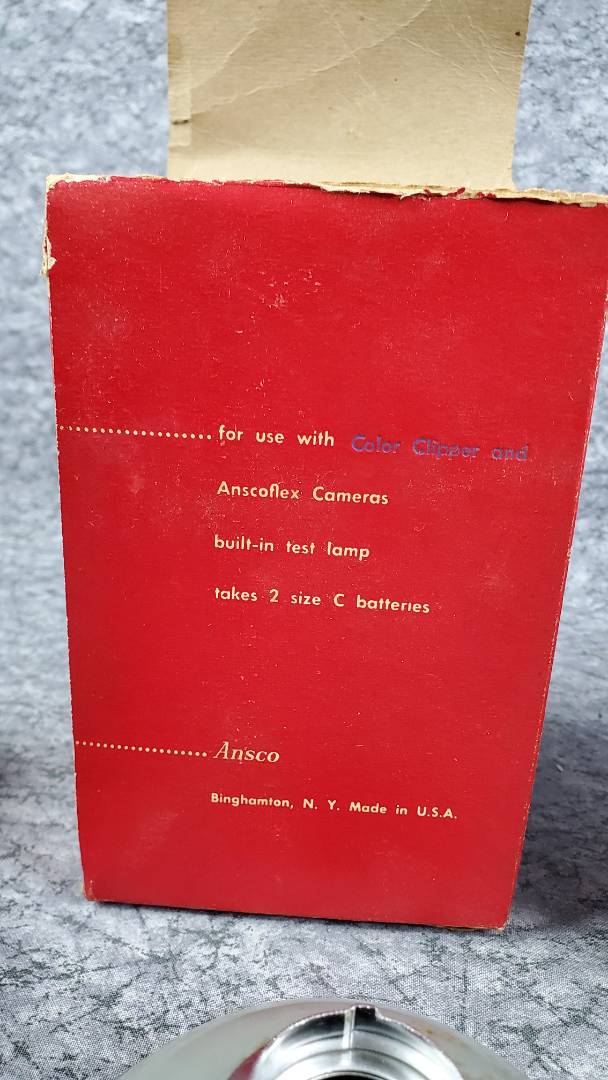 for use with Color Clipper and
Anscoflex Cameras
built-in test lamp
takes 2 size C batteries
Ansco
Binghamton, N. Y. Made in U.S.A.